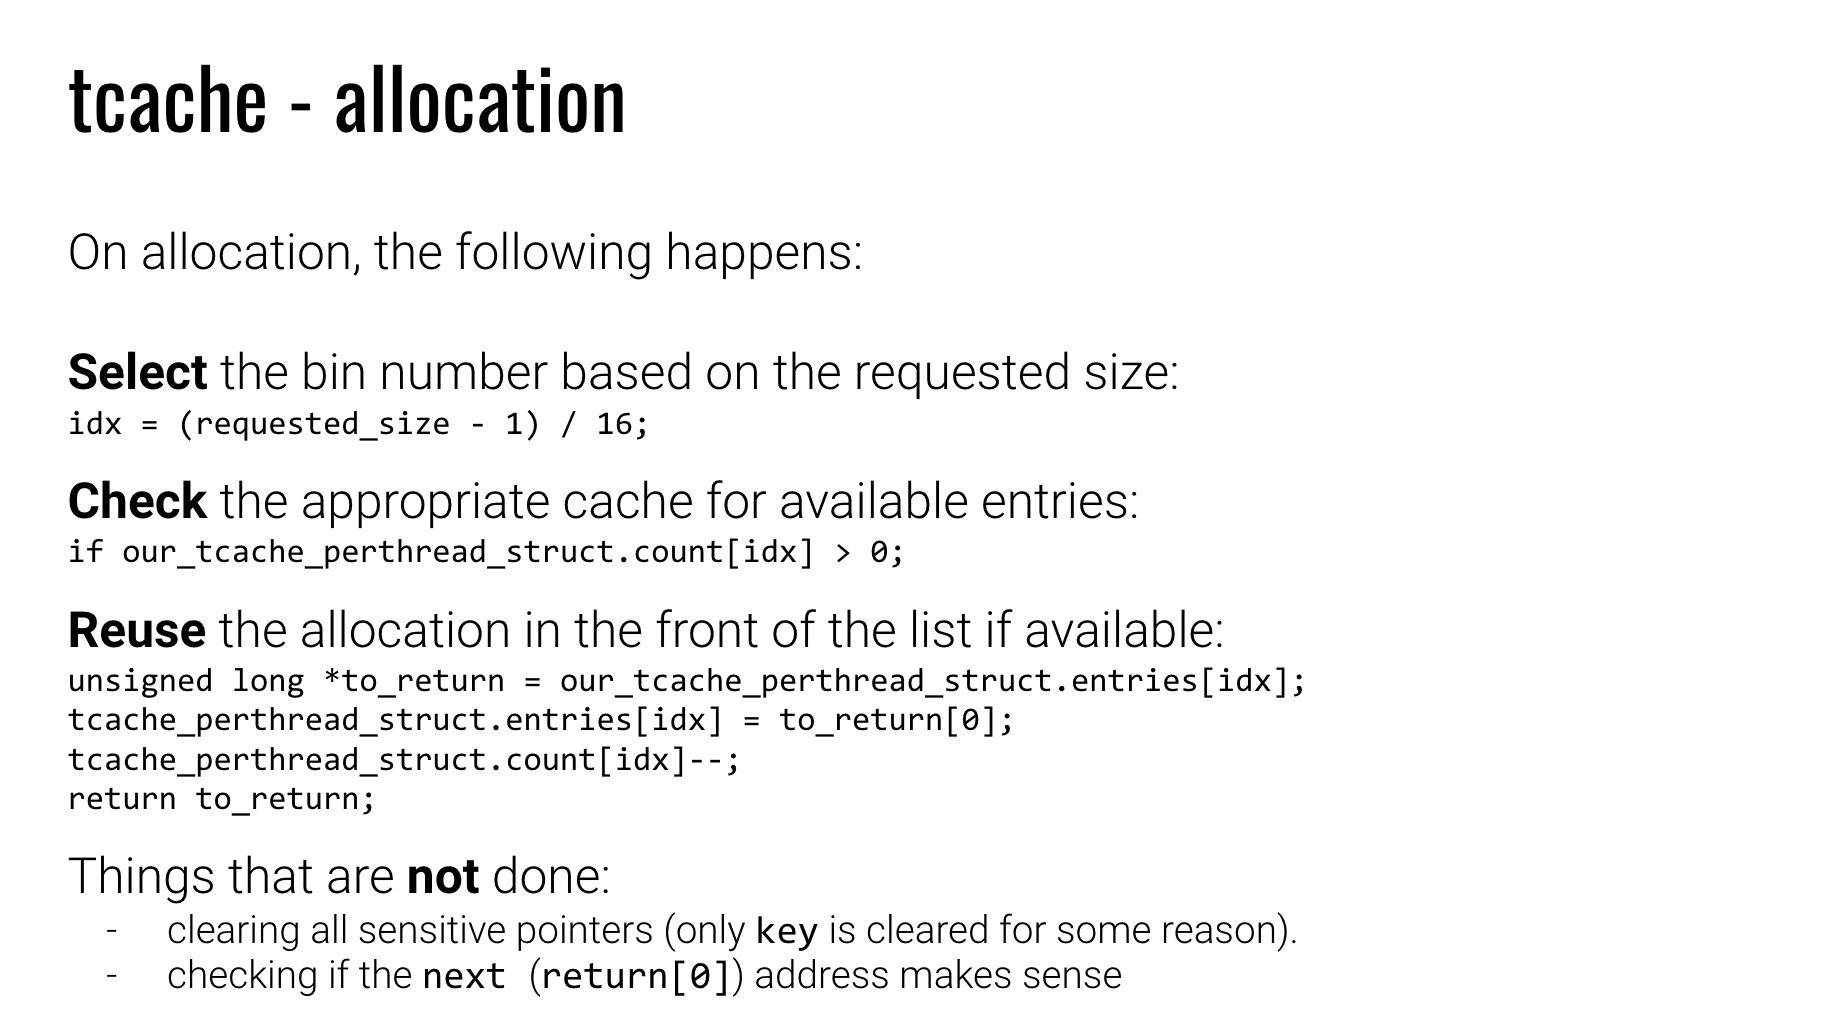 tcache - allocation
On allocation, the following happens:
Select the bin number based on the requested size:
idx = (requested_size - 1) / 16;
Check the appropriate cache for available entries:
if our_tcache_perthread_struct.count[idx] > 0;
Reuse the allocation in the front of the list if available:
unsigned long *to_return = our_tcache_perthread_struct.entries[idx];
tcache_perthread_struct.entries[idx] = to_return[0];
tcache_perthread_struct.count[idx]--;
return to_return;
Things that are not done:
- clearing all sensitive pointers (only key is cleared for some reason).
- checking if the next (return[0]) address makes sense